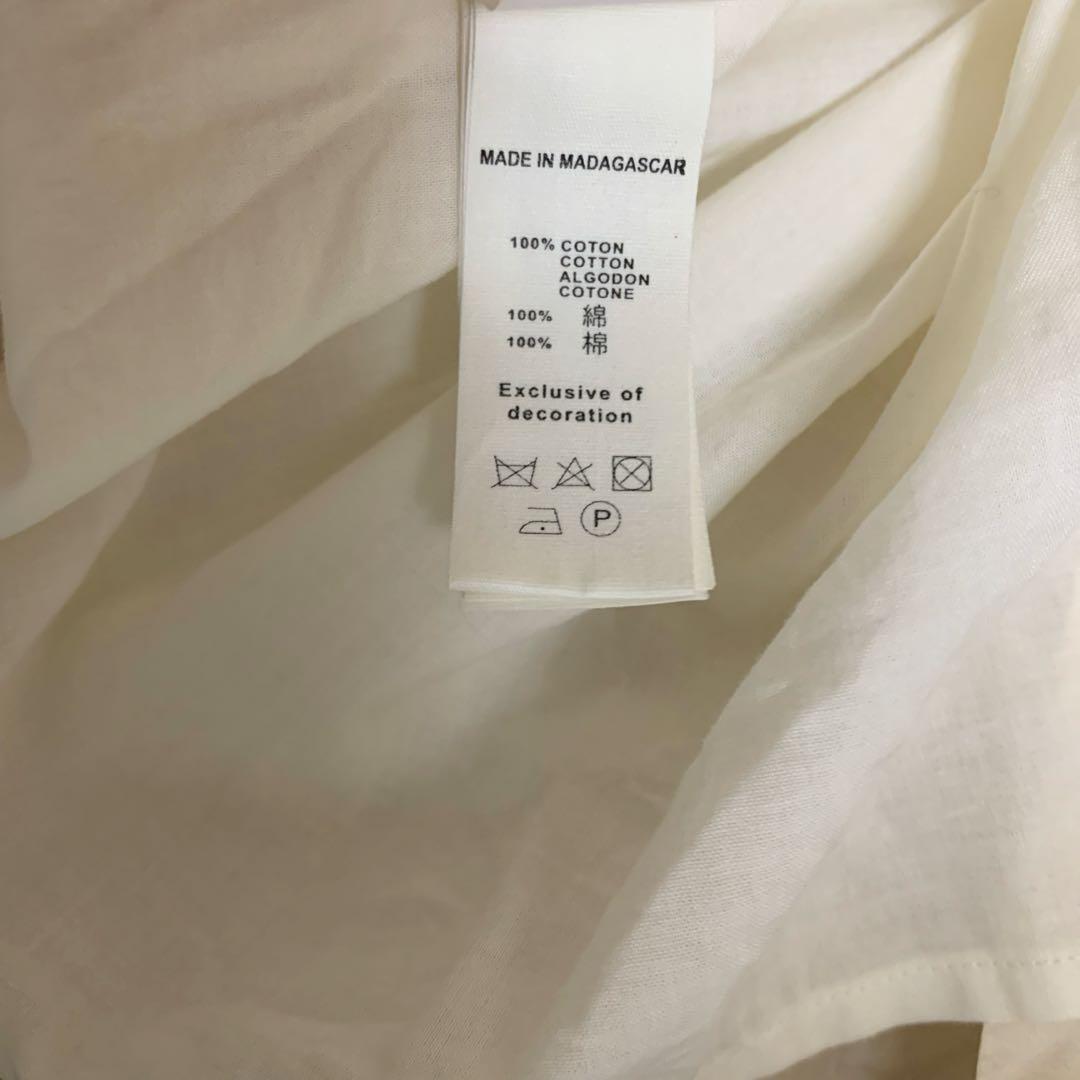 MADE IN MADAGASCAR
100% COTON
COTTON
ALGODON
COTONE
100% 綿
100% 棉
Exclusive of
decoration
P